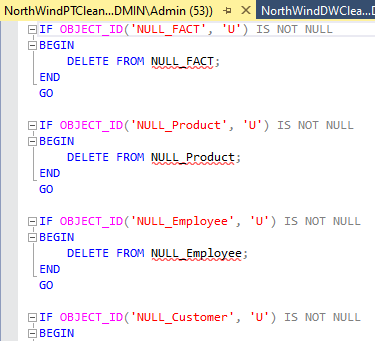 NorthWindPTClean...DMIN\Admin (53)) NorthWindDWClea...D
IF OBJECT_ID('NULL_FACT', 'U') IS NOT NULL
BEGIN
DELETE FROM NULL_FACT;
END
GO
IF OBJECT_ID('NULL_Product', 'U') IS NOT NULL
BEGIN
DELETE FROM NULL_Product;
END
GO
IF OBJECT_ID('NULL_Employee', 'U') IS NOT NULL
BEGIN
DELETE FROM NULL_Employee;
END
GO
IF OBJECT_ID('NULL_Customer', 'U') IS NOT NULL
BEGIN